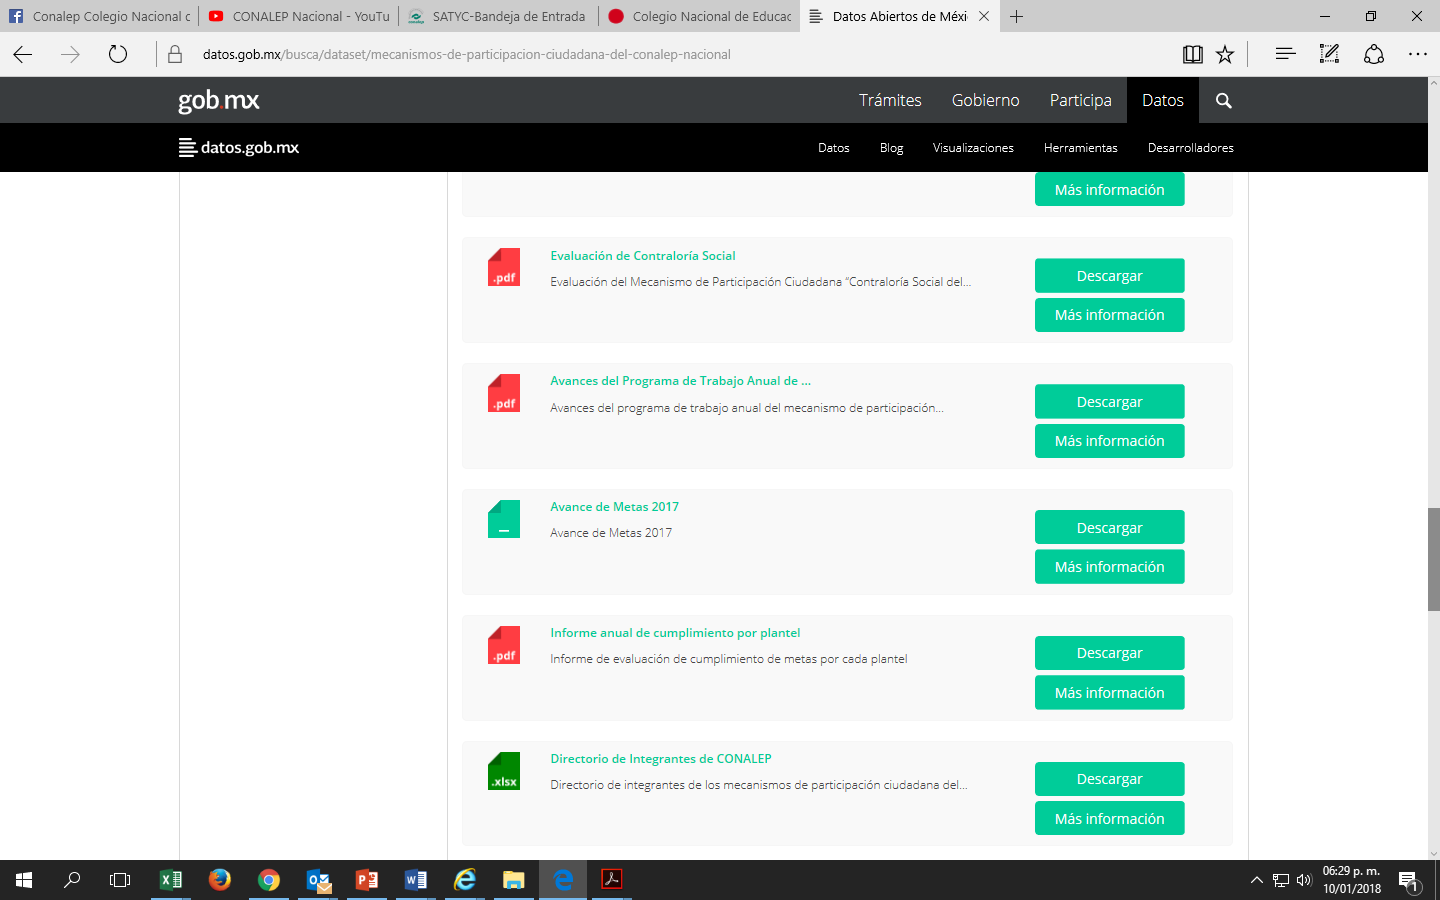 Conalep Colegio Nacional d
CONALEP Nacional - YouTu
SATYC-Bandeja de Entrada
Colegio Nacional de Educac
Datos Abiertos de Méxi
datos.gob.mx/busca/dataset/mecanismos-de-participacion-ciudadana-del-conalep-nacional
gob.mx
Trámites
Gobierno
Participa
Datos
datos.gob.mx
Datos
Blog
Visualizaciones
Herramientas
Desarrolladores
Más información
.pdf
Evaluación de Contraloría Social
Evaluación del Mecanismo de Participación Ciudadana “Contraloría Social del...
Descargar
Más información
.pdf
Avances del Programa de Trabajo Anual de ...
Avances del programa de trabajo anual del mecanismo de participación...
Descargar
Más información
Avance de Metas 2017
Avance de Metas 2017
Descargar
Más información
.pdf
Informe anual de cumplimiento por plantel
Informe de evaluación de cumplimiento de metas por cada plantel
Descargar
Más información
.xlsx
Directorio de Integrantes de CONALEP
Directorio de integrantes de los mecanismos de participación ciudadana del...
Descargar
Más información
06:29 p. m.
10/01/2018
1